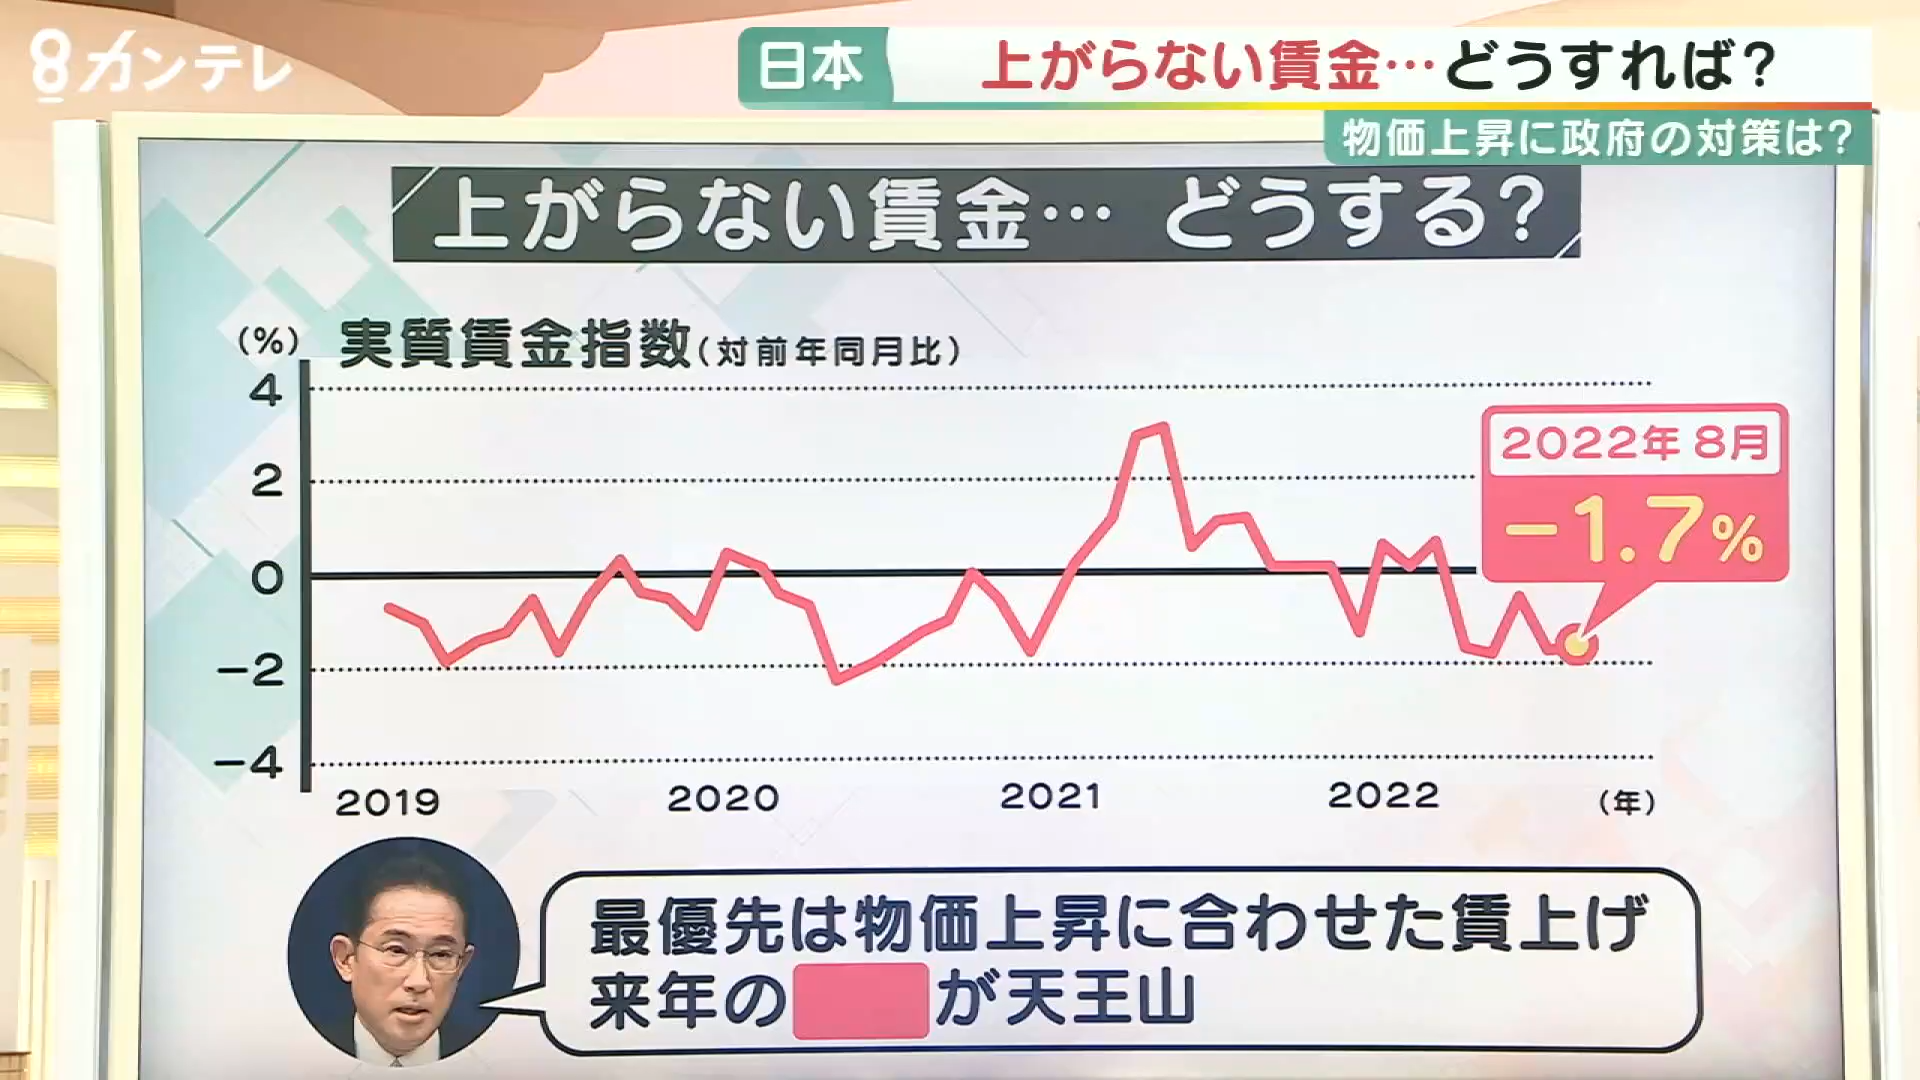 8カンテレ
日本
上がらない賃金…どうすれば？
物価上昇に政府の対策は？
上がらない賃金… どうする？
(%)
実質賃金指数(対前年同月比)
4
2
0
-2
-4
2019
2020
2021
2022
(年)
2022年8月
-1.7%
最優先は物価上昇に合わせた賃上げ
来年の
が天王山